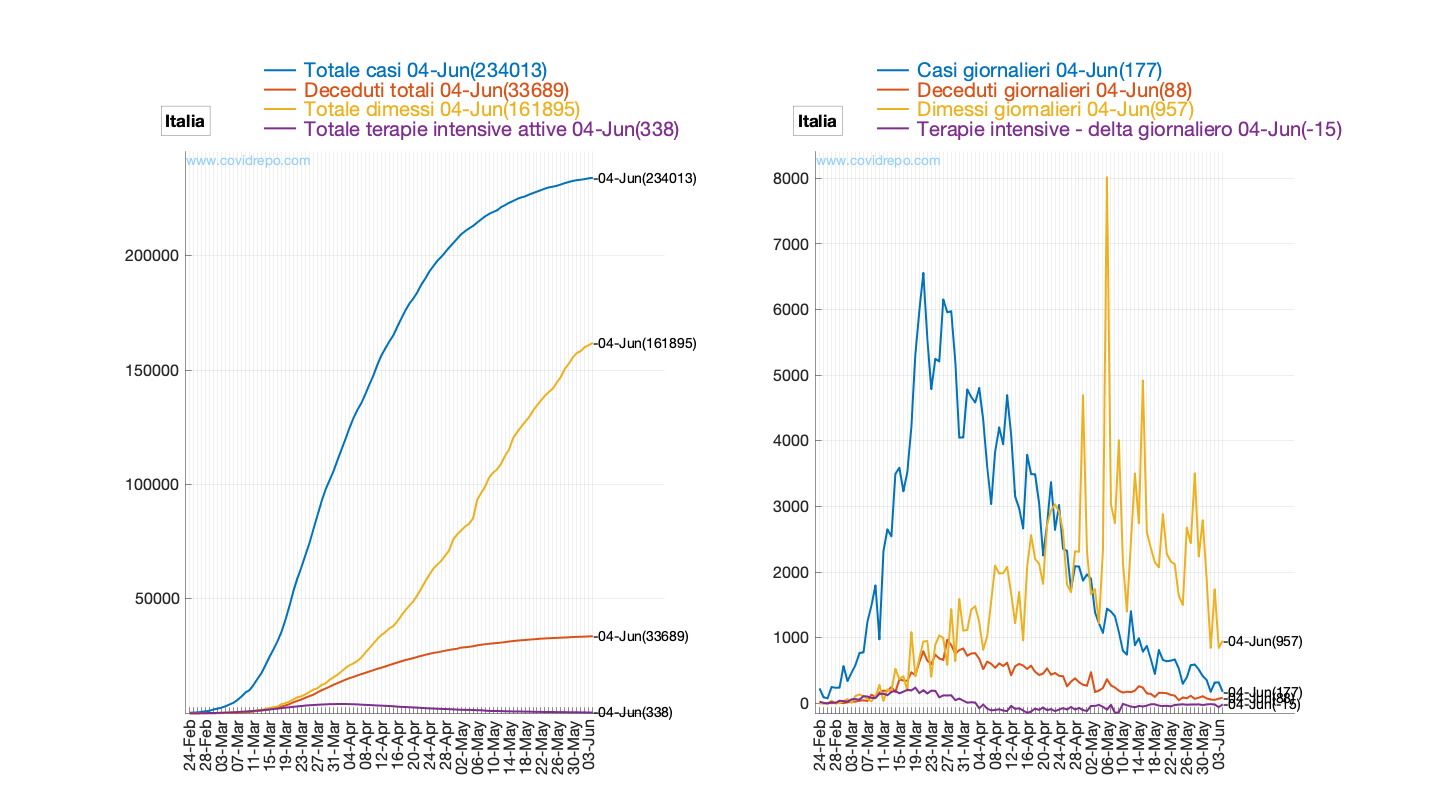 Totale casi 04-Jun(234013)
Deceduti totali 04-Jun(33689)
Totale dimessi 04-Jun(161895)
Totale terapie intensive attive 04-Jun(338)
Italia
www.covidrepo.com
200000
150000
100000
50000
-04-Jun(234013)
-04-Jun(161895)
-04-Jun(33689)
-04-Jun(338)
24-Feb
28-Feb
03-Mar
07-Mar
11-Mar
15-Mar
19-Mar
23-Mar
27-Mar
31-Mar
04-Apr
08-Apr
12-Apr
16-Apr
20-Apr
24-Apr
28-Apr
02-May
06-May
10-May
14-May
18-May
22-May
26-May
30-May
03-Jun
Casi giornalieri 04-Jun(177)
Deceduti giornalieri 04-Jun(88)
Dimessi giornalieri 04-Jun(957)
Terapie intensive - delta giornaliero 04-Jun(-15)
Italia
www.covidrepo.com
8000
7000
6000
5000
4000
3000
2000
1000
0
-04-Jun(957)
-04-Jun(177)
-04-Jun(88)
-04-Jun(-15)
24-Feb
28-Feb
03-Mar
07-Mar
11-Mar
15-Mar
19-Mar
23-Mar
27-Mar
31-Mar
04-Apr
08-Apr
12-Apr
16-Apr
20-Apr
24-Apr
28-Apr
02-May
06-May
10-May
14-May
18-May
22-May
26-May
30-May
03-Jun